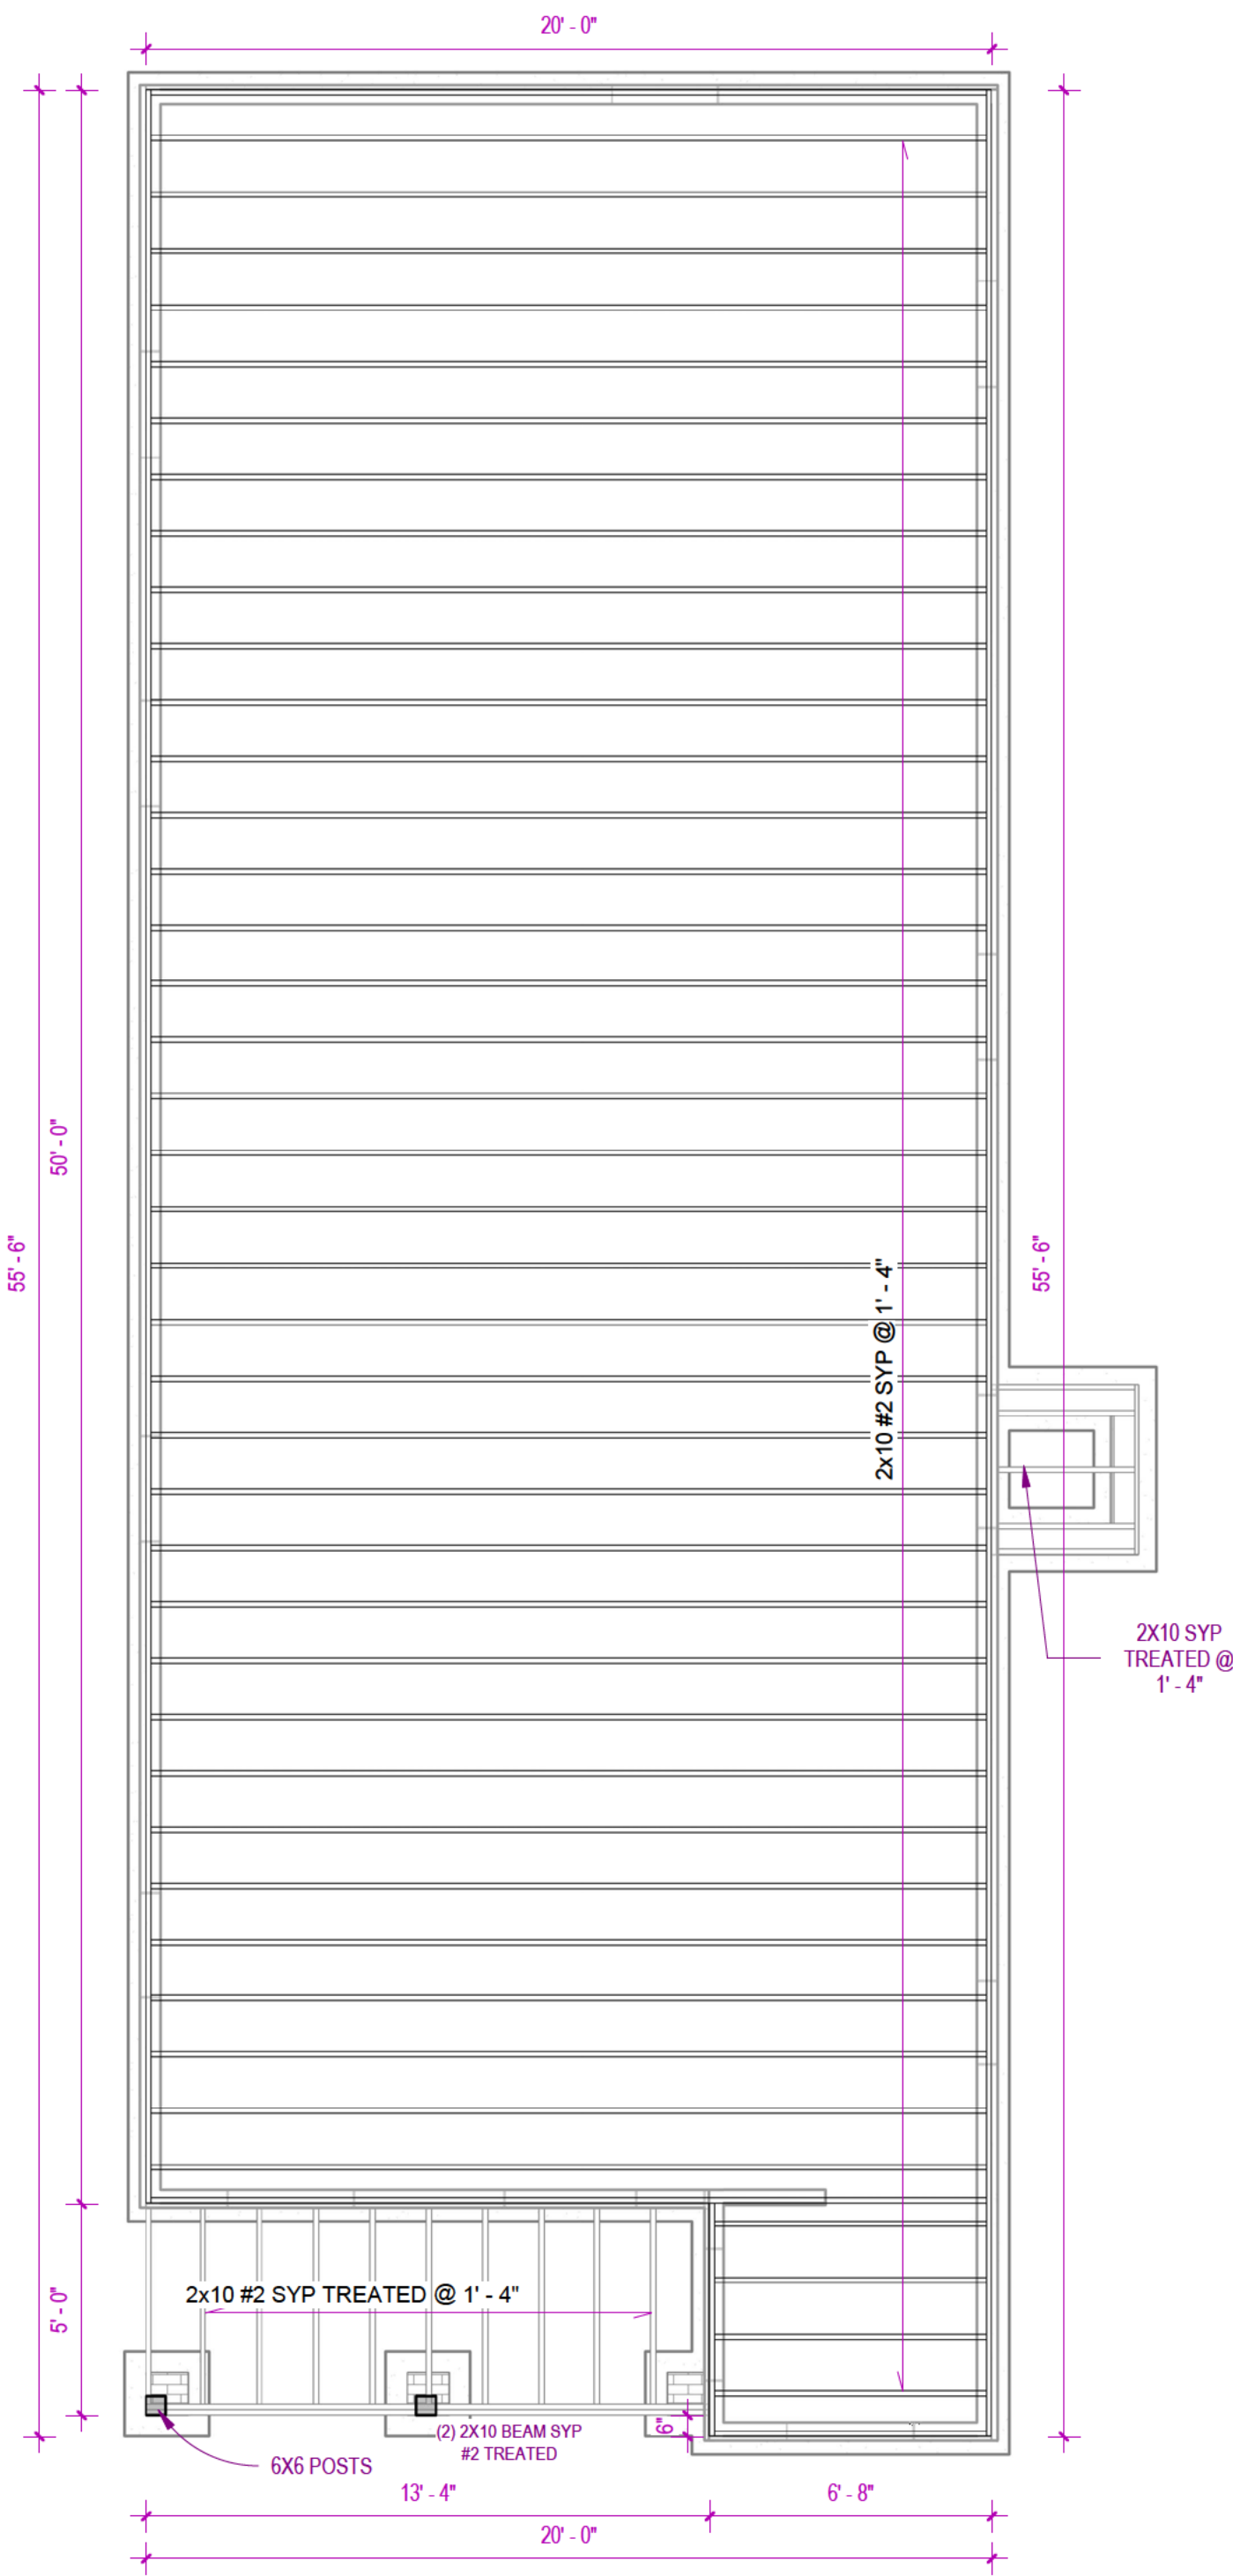 20' - 0"
50' - 0"
55' - 6"
55' - 6"
2x10 #2 SYP @ 1' - 4"
2X10 SYP
TREATED @
1' - 4"
2x10 #2 SYP TREATED @ 1' - 4"
5' - 0"
6"
(2) 2X10 BEAM SYP
#2 TREATED
6X6 POSTS
13' - 4"
6' - 8"
20' - 0"